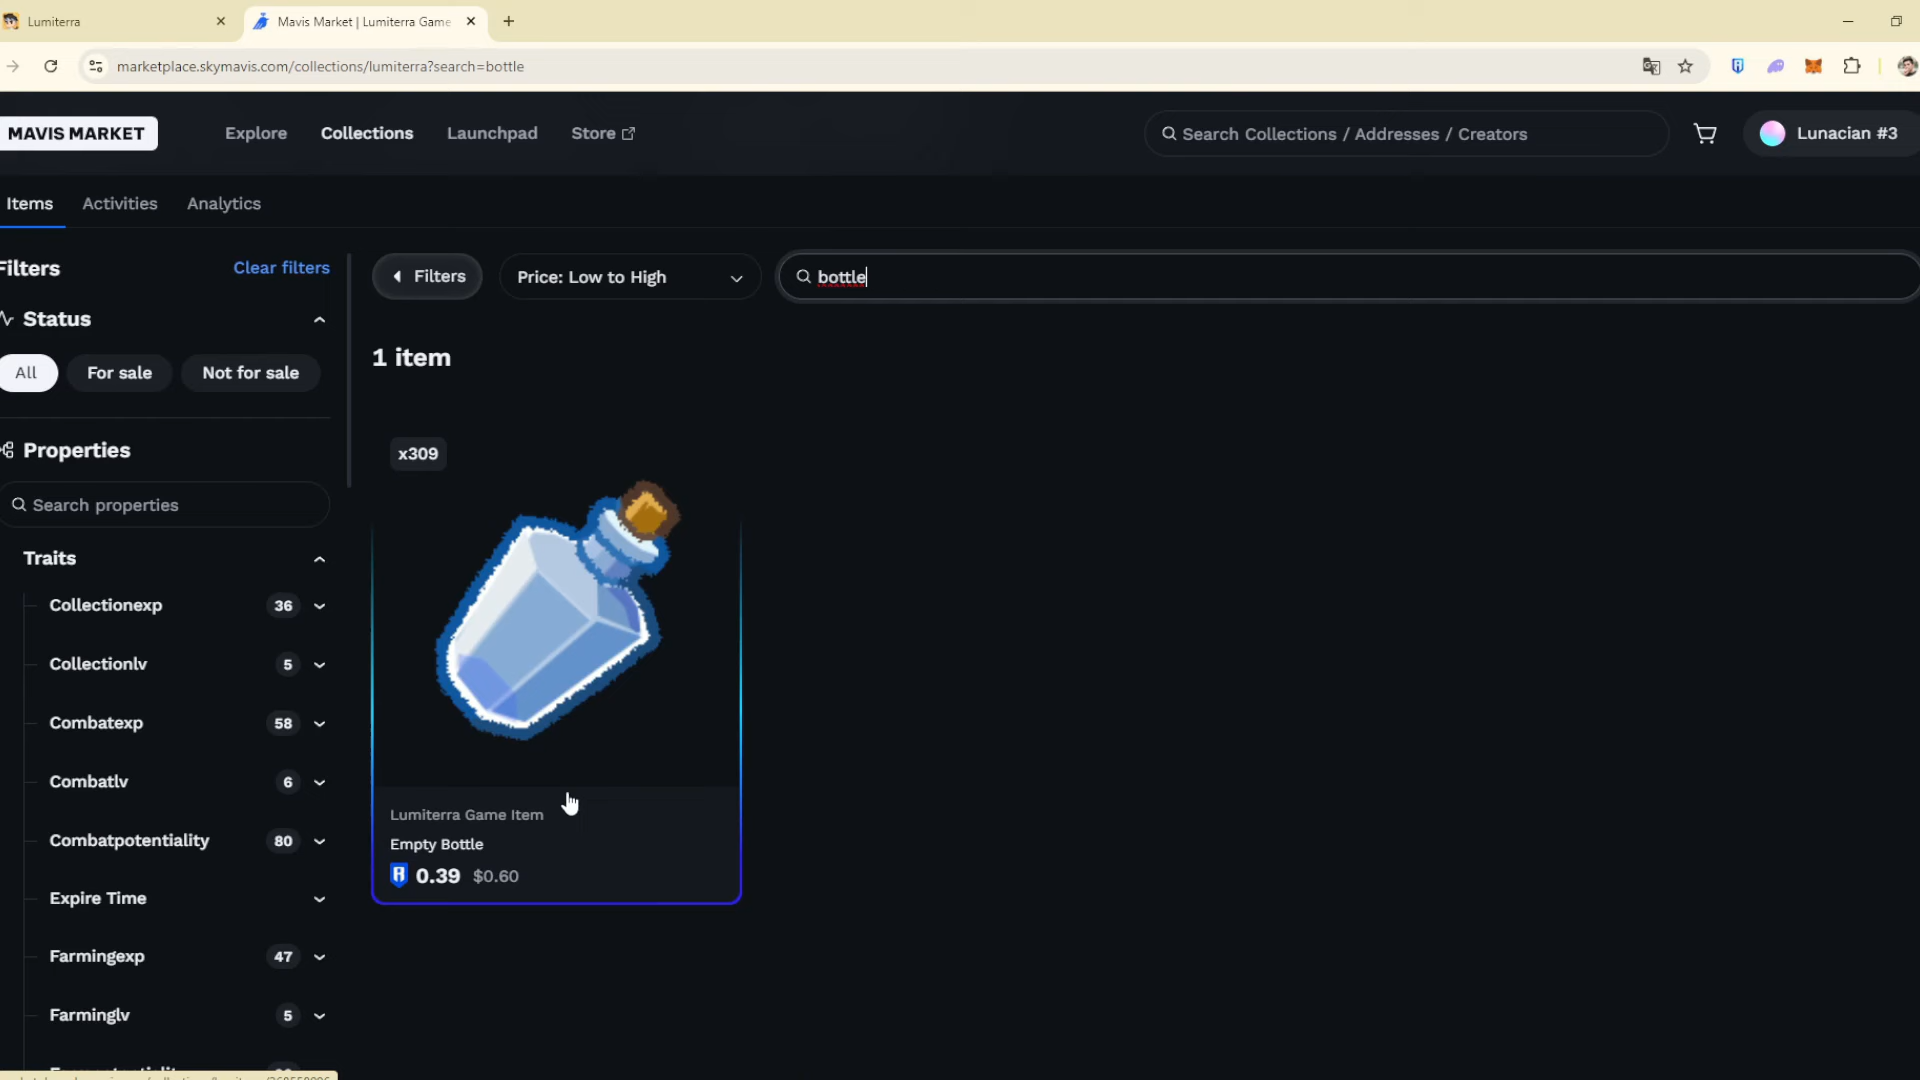 Lumiterra
Mavis Market | Lumiterra Game
marketplace.skymavis.com/collections/lumiterra?search=bottle
MAVIS MARKET
Explore
Collections
Launchpad
Store
Search Collections / Addresses / Creators
Lunacian #3
Items
Activities
Analytics
Filters
Clear filters
Filters
Price: Low to High
bottle
Status
All
For sale
Not for sale
1 item
Properties
Search properties
Traits
Collectionexp 36
Collectionlv 5
Combatexp 58
Combatlv 6
Combatpotentiality 80
Expire Time
Farmingexp 47
Farminglv 5
x309
Lumiterra Game Item
Empty Bottle
0.39 $0.60